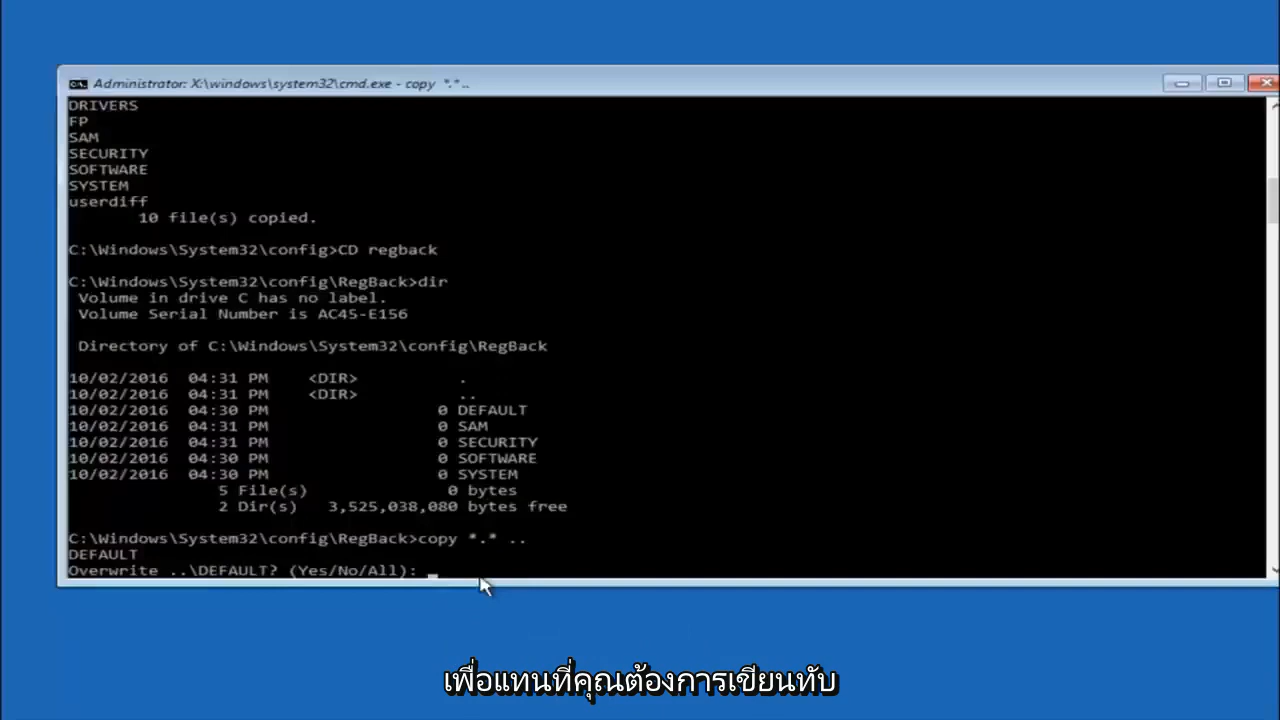 Administrator: X:\windows\system32\cmd.exe - copy  *.* ..
DRIVERS
FP
SAM
SECURITY
SOFTWARE
SYSTEM
userdiff
       10 file(s) copied.
C:\Windows\System32\config>CD regback
C:\Windows\System32\config\RegBack>dir
 Volume in drive C has no label.
 Volume Serial Number is AC45-E156
 Directory of C:\Windows\System32\config\RegBack
10/02/2016  04:31 PM    <DIR>          .
10/02/2016  04:31 PM    <DIR>          ..
10/02/2016  04:30 PM                 0 DEFAULT
10/02/2016  04:31 PM                 0 SAM
10/02/2016  04:31 PM                 0 SECURITY
10/02/2016  04:30 PM                 0 SOFTWARE
10/02/2016  04:30 PM                 0 SYSTEM
               5 File(s)              0 bytes
               2 Dir(s)   3,525,038,080 bytes free
C:\Windows\System32\config\RegBack>copy *.* ..
DEFAULT
Overwrite ..\DEFAULT? (Yes/No/All): _
เพื่อแทนที่คุณต้องการเขียนทับ